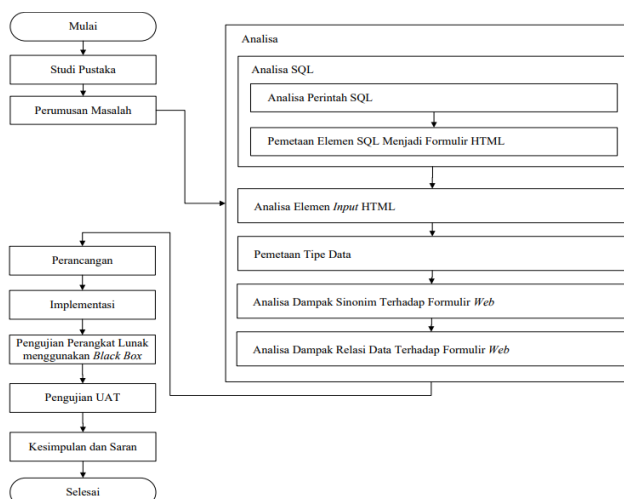 Mulai
Studi Pustaka
Perumusan Masalah
Analisa
Analisa SQL
Analisa Perintah SQL
Pemetaan Elemen SQL Menjadi Formulir HTML
Analisa Elemen Input HTML
Pemetaan Tipe Data
Analisa Dampak Sinonim Terhadap Formulir Web
Analisa Dampak Relasi Data Terhadap Formulir Web
Perancangan
Implementasi
Pengujian Perangkat Lunak
menggunakan Black Box
Pengujian UAT
Kesimpulan dan Saran
Selesai